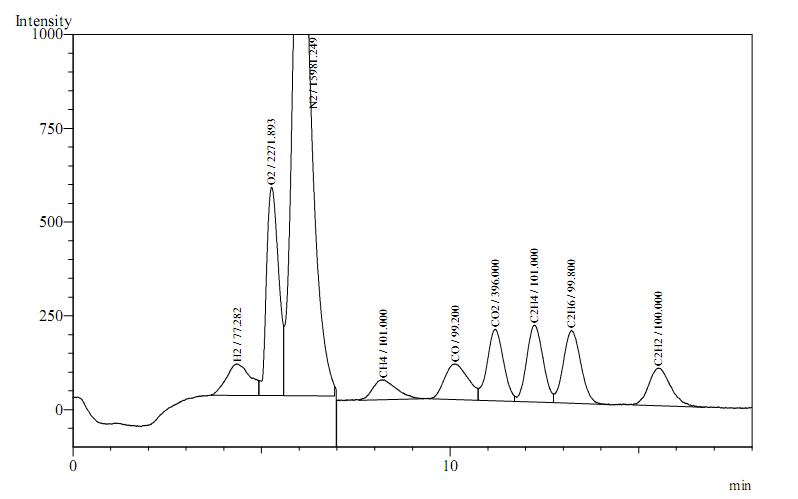 Intensity
1000
750
500
250
0
H2 / 77.282
O2 / 2271.893
N2 / 15981.249
CH4 / 101.000
CO / 99.200
CO2 / 396.000
C2H4 / 101.000
C2H6 / 99.800
C2H2 / 100.000
0
10
min